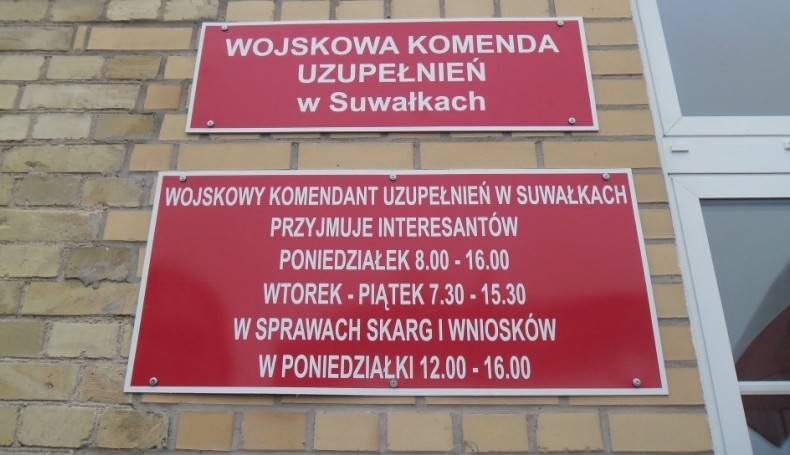 WOJSKOWA KOMENDA
UZUPEŁNIEŃ
w Suwałkach
WOJSKOWY KOMENDANT UZUPEŁNIEŃ W SUWAŁKACH
PRZYJMUJE INTERESANTÓW
PONIEDZIAŁEK 8.00 - 16.00
WTOREK - PIĄTEK 7.30 - 15.30
W SPRAWACH SKARG I WNIOSKÓW
W PONIEDZIAŁKI 12.00 - 16.00